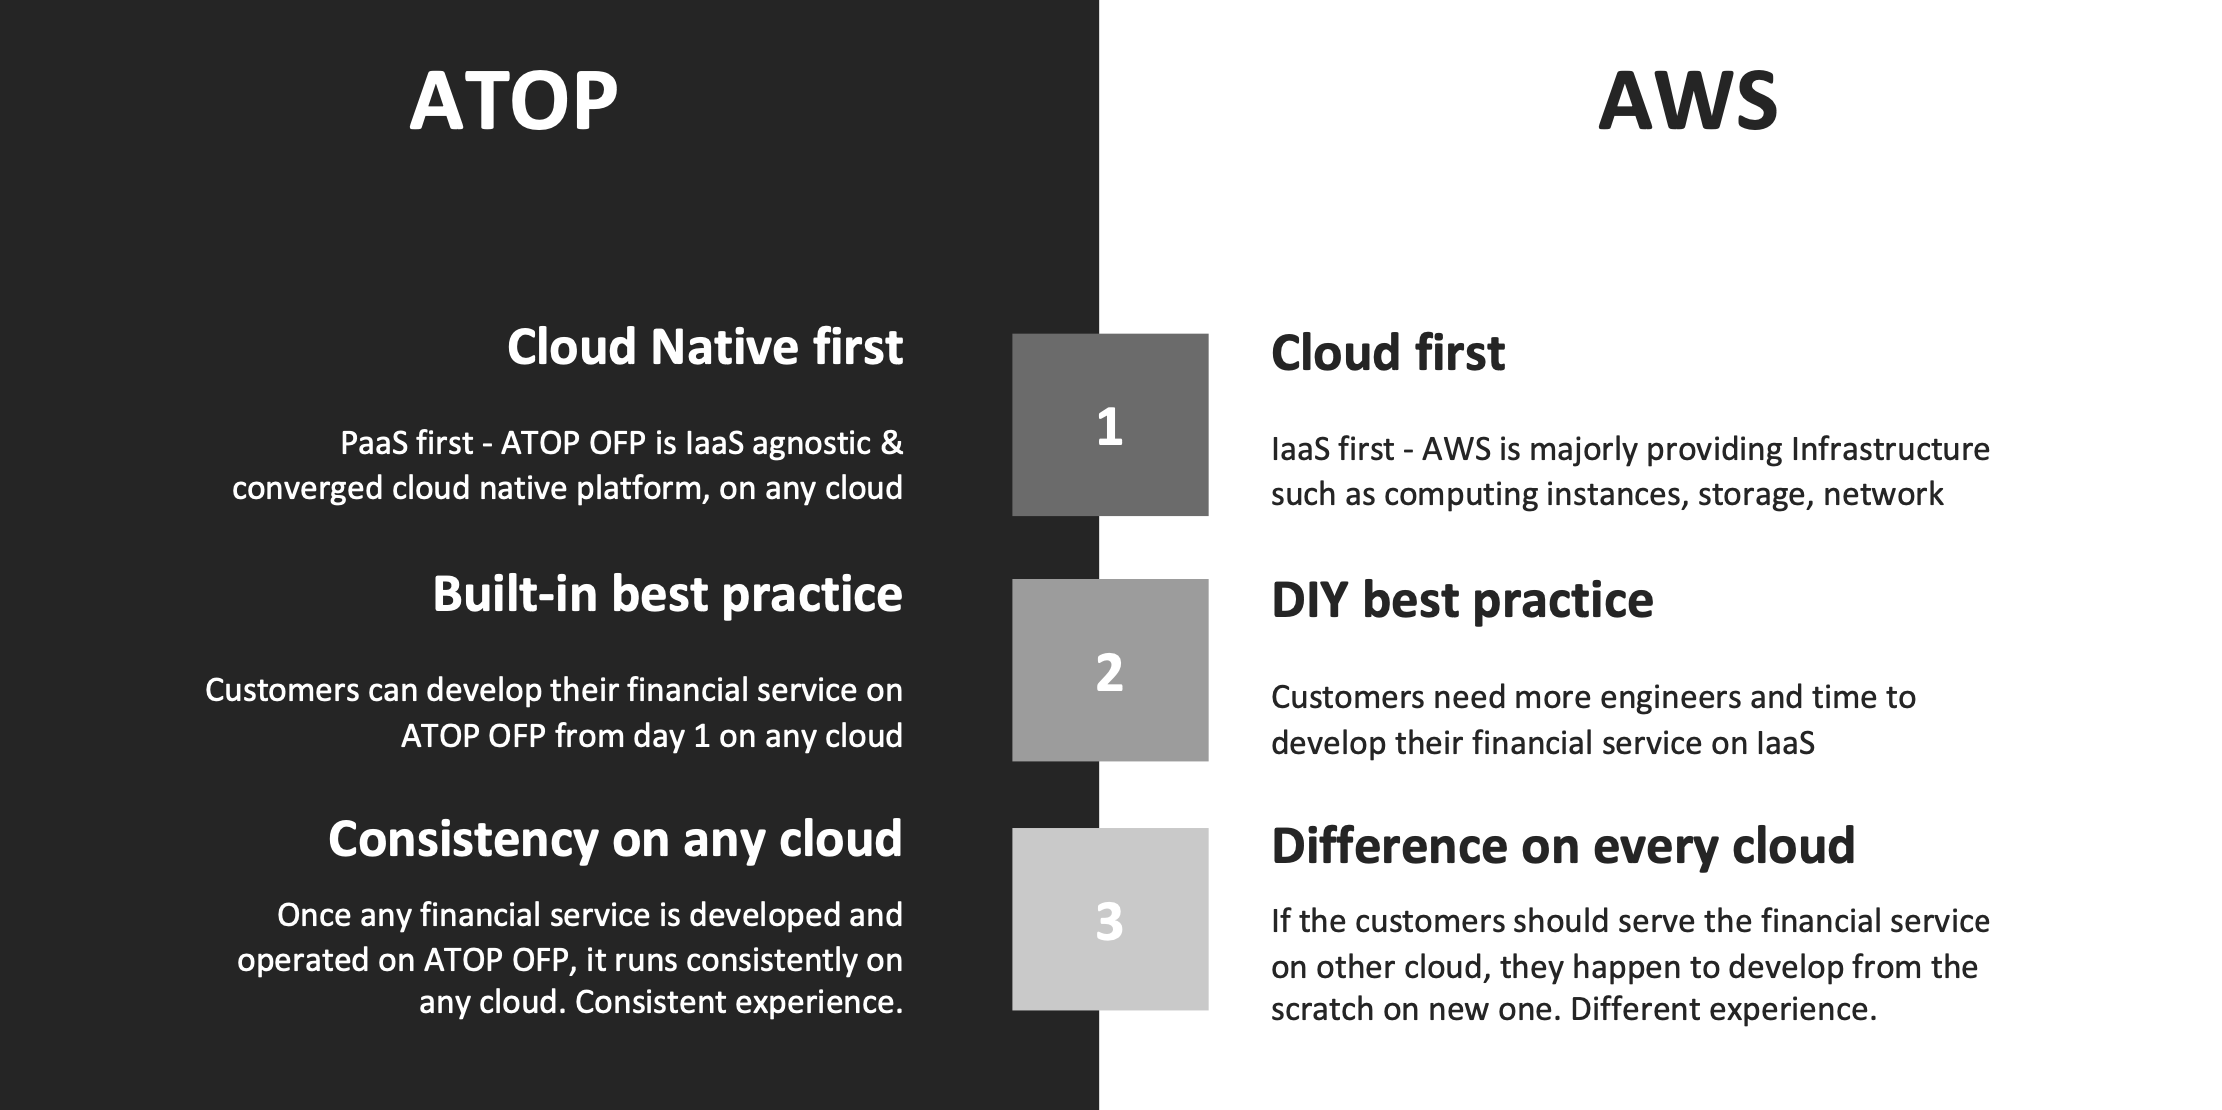 ATOP
AWS
Cloud Native first
PaaS first - ATOP OFP is IaaS agnostic &
converged cloud native platform, on any cloud
1
Cloud first
IaaS first - AWS is majorly providing Infrastructure
such as computing instances, storage, network
Built-in best practice
Customers can develop their financial service on
ATOP OFP from day 1 on any cloud
2
DIY best practice
Customers need more engineers and time to
develop their financial service on IaaS
Consistency on any cloud
Once any financial service is developed and
operated on ATOP OFP, it runs consistently on
any cloud. Consistent experience.
3
Difference on every cloud
If the customers should serve the financial service
on other cloud, they happen to develop from the
scratch on new one. Different experience.